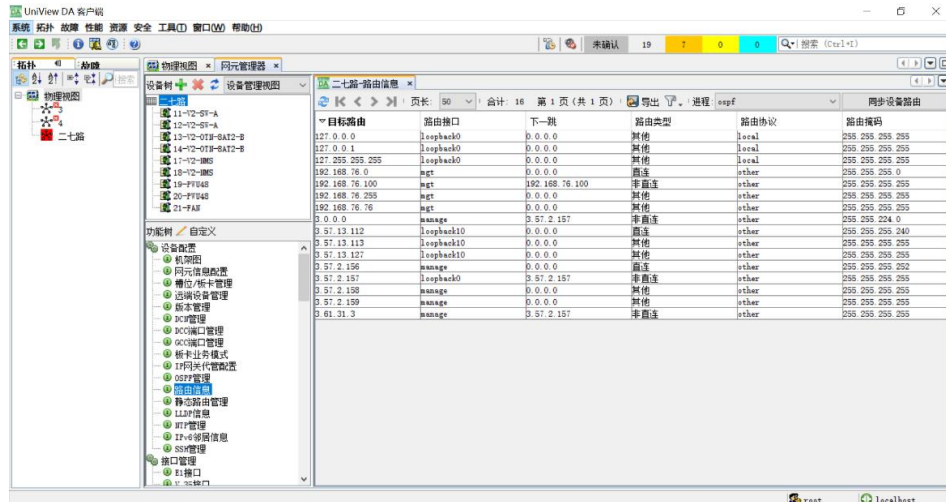 UniView DA 客户端
系统 拓扑 故障 性能 资源 安全 工具(T) 窗口(W) 帮助(H)
未确认 19 7 0 0 搜索 (Ctrl+I)
拓扑 故障
搜索
物理视图
3
4
二七路
物理视图 × 网元管理器 ×
设备树 设备管理视图
二七路
11-V2-SV-A
12-V2-SV-A
13-V2-OTN-8AT2-B
14-V2-OTN-8AT2-B
17-V2-NMS
18-V2-NMS
19-PVU48
20-PVU48
21-FAN
功能树 自定义
设备配置
机架图
网元信息配置
槽位/板卡管理
远端设备管理
版本管理
DCN管理
DCC端口管理
GCC端口管理
板卡业务模式
IP网关代管配置
OSPF管理
路由信息
静态路由管理
LLDP信息
NTP管理
IPv6邻居信息
SSH管理
接口管理
E1接口
V.35接口
二七路-路由信息 ×
页长: 50 合计: 16 第 1 页 (共 1 页) 导出 进程: ospf 同步设备路由
目标路由 路由接口 下一跳 路由类型 路由协议 路由掩码
127.0.0.0 loopback0 0.0.0.0 其他 local 255.255.255.255
127.0.0.1 loopback0 0.0.0.0 其他 local 255.255.255.255
127.255.255.255 loopback0 0.0.0.0 其他 local 255.255.255.255
192.168.76.0 mgt 0.0.0.0 直连 other 255.255.255.0
192.168.76.100 mgt 192.168.76.100 非直连 other 255.255.255.255
192.168.76.255 mgt 0.0.0.0 其他 other 255.255.255.255
192.168.76.76 mgt 0.0.0.0 其他 other 255.255.255.255
3.0.0.0 manage 3.57.2.157 非直连 other 255.255.224.0
3.57.13.112 loopback10 0.0.0.0 直连 other 255.255.255.240
3.57.13.113 loopback10 0.0.0.0 其他 other 255.255.255.255
3.57.13.127 loopback10 0.0.0.0 其他 other 255.255.255.255
3.57.2.156 manage 0.0.0.0 直连 other 255.255.255.252
3.57.2.157 loopback0 3.57.2.157 非直连 other 255.255.255.255
3.57.2.158 manage 0.0.0.0 其他 other 255.255.255.255
3.57.2.159 manage 0.0.0.0 其他 other 255.255.255.255
3.61.31.3 manage 3.57.2.157 非直连 other 255.255.255.255
root localhost